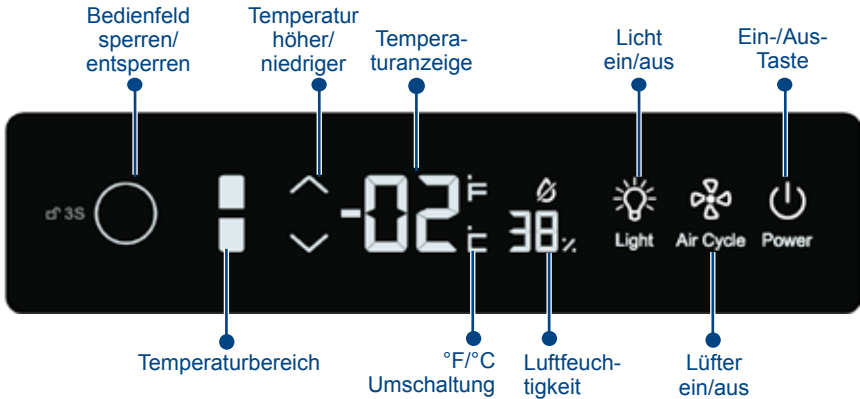 Bedienfeld
sperren/
entsperren
Temperatur
höher/
niedriger
Tempera-
turanzeige
Licht
ein/aus
Ein-/Aus-
Taste
3S
-02
°F
°C
38%
Light
Air Cycle
Power
Temperaturbereich
°F/°C
Umschaltung
Luftfeuch-
tigkeit
Lüfter
ein/aus